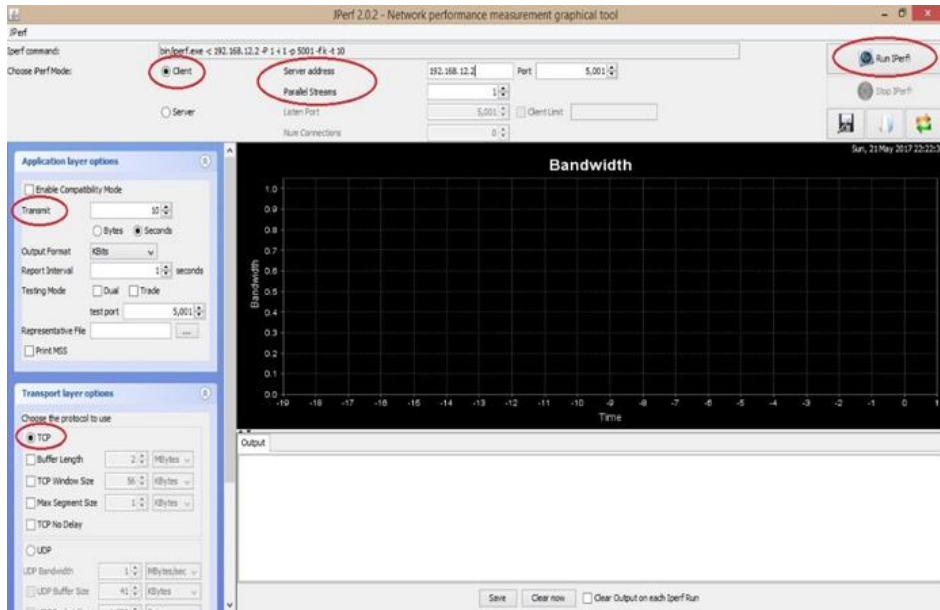 JPerf 2.0.2 - Network performance measurement graphical tool
JPerf
Iperf command:
bin/iperf.exe -c 192.168.12.2 -P 1 -i 1 -p 5001 -f k -t 10
Choose iPerf Mode:
Client
Server address
192.168.12.2
Port
5,001
Parallel Streams
1
Server
Listen Port
5,001
Client Limit
Num Connections
0
Run IPerf!
Stop IPerf!
Sun, 21 May 2017 22:22:3
Application layer options
Enable Compatibility Mode
Transmit
10
Bytes
Seconds
Output Format
KBits
Report Interval
1
seconds
Testing Mode
Dual
Trade
test port
5,001
Representative File
...
Print MSS
Transport layer options
Choose the protocol to use
TCP
Buffer Length
2
MBytes
TCP Window Size
56
KBytes
Max Segment Size
1
KBytes
TCP No Delay
UDP
UDP Bandwidth
1
MBytes/sec
UDP Buffer Size
41
KBytes
Bandwidth
1.0
0.9
0.8
0.7
0.6
0.5
0.4
0.3
0.2
0.1
0.0
Bandwidth
-19 -18 -17 -16 -15 -14 -13 -12 -11 -10 -9 -8 -7 -6 -5 -4 -3 -2 -1 0 1
Time
Output
Save
Clear now
Clear Output on each Iperf Run